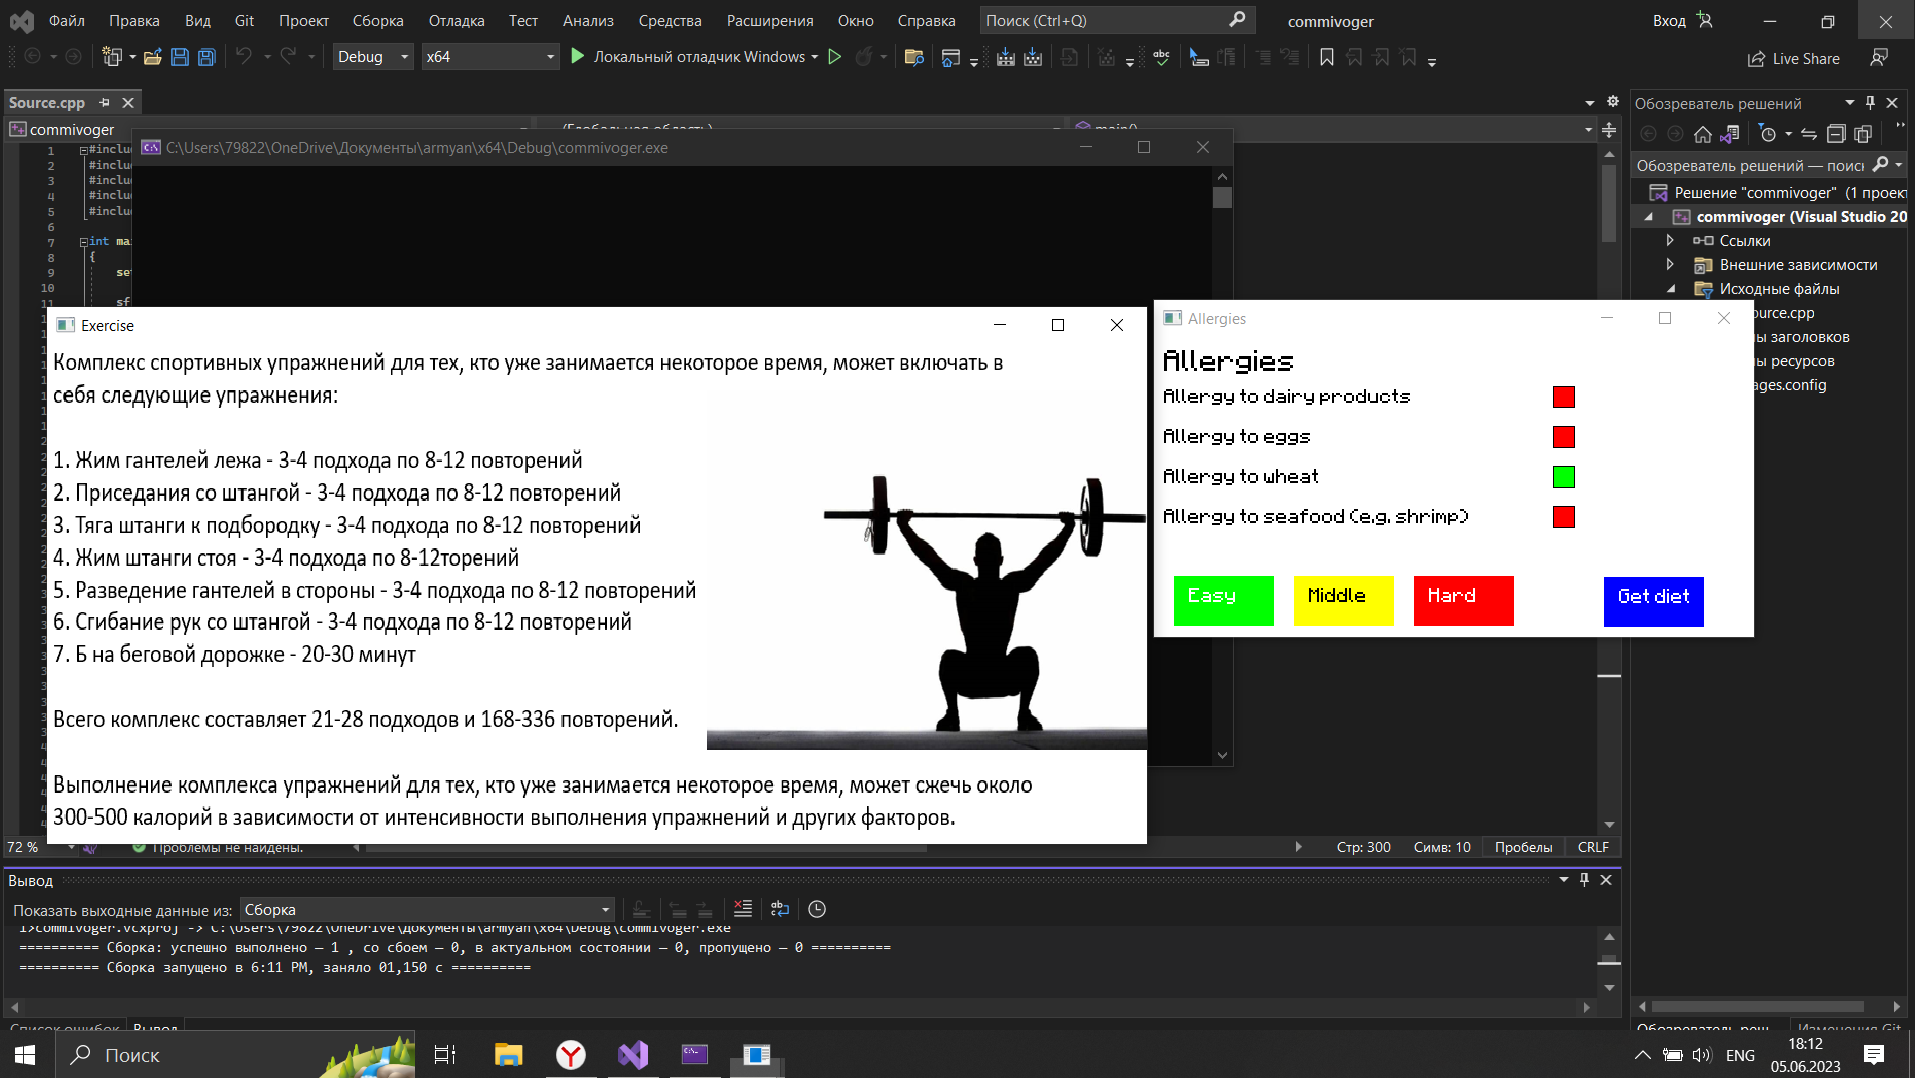 Файл Правка Вид Git Проект Сборка Отладка Тест Анализ Средства Расширения Окно Справка Поиск (Ctrl+Q) commivoger Вход
Debug x64 Локальный отладчик Windows Live Share
Source.cpp
commivoger (Глобальная область) main()
C:\Users\79822\OneDrive\Документы\armyan\x64\Debug\commivoger.exe
1 #inclu
2 #inclu
3 #inclu
4 #inclu
5 #inclu
6
7 int mai
8 {
9 set
10
11 sf
Exercise
Комплекс спортивных упражнений для тех, кто уже занимается некоторое время, может включать в
себя следующие упражнения:
1. Жим гантелей лежа - 3-4 подхода по 8-12 повторений
2. Приседания со штангой - 3-4 подхода по 8-12 повторений
3. Тяга штанги к подбородку - 3-4 подхода по 8-12 повторений
4. Жим штанги стоя - 3-4 подхода по 8-12торений
5. Разведение гантелей в стороны - 3-4 подхода по 8-12 повторений
6. Сгибание рук со штангой - 3-4 подхода по 8-12 повторений
7. Б на беговой дорожке - 20-30 минут
Всего комплекс составляет 21-28 подходов и 168-336 повторений.
Выполнение комплекса упражнений для тех, кто уже занимается некоторое время, может сжечь около
300-500 калорий в зависимости от интенсивности выполнения упражнений и других факторов.
Allergies
Allergies
Allergy to dairy products
Allergy to eggs
Allergy to wheat
Allergy to seafood (e.g. shrimp)
Easy Middle Hard Get diet
Обозреватель решений
Обозреватель решений — поиск
Решение "commivoger" (1 проект
commivoger (Visual Studio 20
Ссылки
Внешние зависимости
Исходные файлы
ource.cpp
ы заголовков
ы ресурсов
ages.config
72 % Проблемы не найдены. Стр: 300 Симв: 10 Пробелы CRLF
Вывод
Показать выходные данные из: Сборка
1>commivoger.vcxproj -> C:\Users\79822\OneDrive\Документы\armyan\x64\Debug\commivoger.exe
========== Сборка: успешно выполнено — 1 , со сбоем — 0, в актуальном состоянии — 0, пропущено — 0 ==========
========== Сборка запущено в 6:11 PM, заняло 01,150 с ==========
Список ошибок Вывод
Обозреватель реш... Изменения Git
Поиск ENG 18:12
05.06.2023